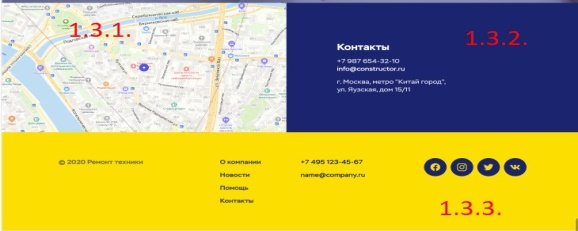 1.3.1.
1.3.2.
Контакты
+7 987 654-32-10
info@constructor.ru
г. Москва, метро "Китай город",
ул. Яузская, дом 15/11
© 2020 Ремонт техники
О компании
Новости
Помощь
Контакты
+7 495 123-45-67
name@company.ru
1.3.3.